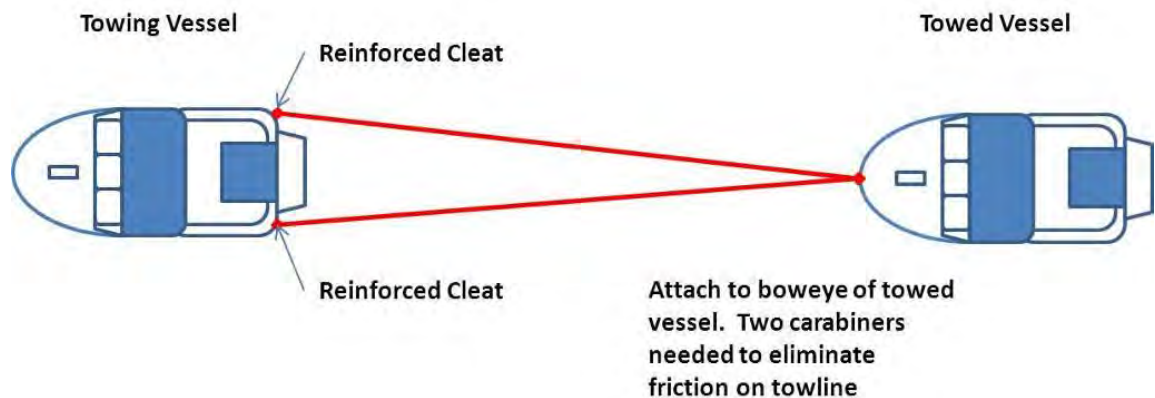 Towing Vessel
Towed Vessel
Reinforced Cleat
Reinforced Cleat
Attach to boweye of towed
vessel.  Two carabiners
needed to eliminate
friction on towline